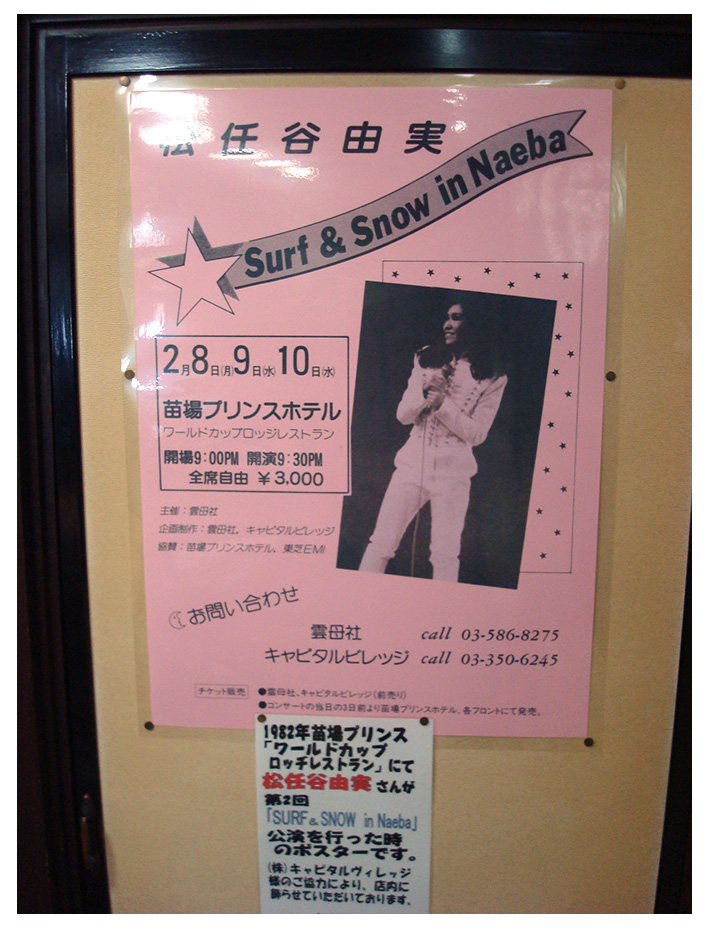 松任谷由実
Surf & Snow in Naeba
2月8日(月)9日(火)10日(水)
苗場プリンスホテル
ワールドカップロッジレストラン
開場9:00PM 開演9:30PM
全席自由 ¥3,000
主催：雲母社
企画制作：雲母社、キャピタルビレッジ
協賛：苗場プリンスホテル、東芝EMI
お問い合わせ
雲母社 call 03-586-8275
キャピタルビレッジ call 03-350-6245
チケット販売 ●雲母社、キャピタルビレッジ(前売り)
●コンサートの当日の3日前より苗場プリンスホテル、各フロントにて発売。
1982年苗場プリンス
「ワールドカップ
ロッヂレストラン」にて
松任谷由実さんが
第2回
「SURF&SNOW in Naeba」
公演を行った時
のポスターです。
(株)キャピタルヴィレッジ
様のご協力により、店内に
飾らせていただいております。